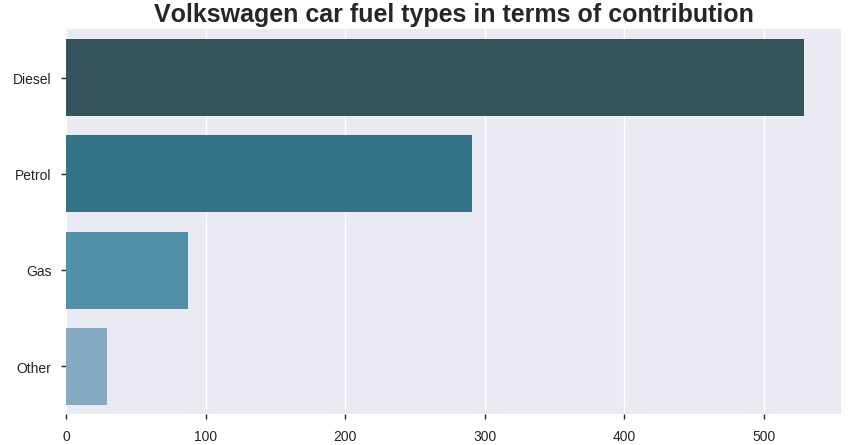 Volkswagen car fuel types in terms of contribution
Diesel
Petrol
Gas
Other
0 100 200 300 400 500